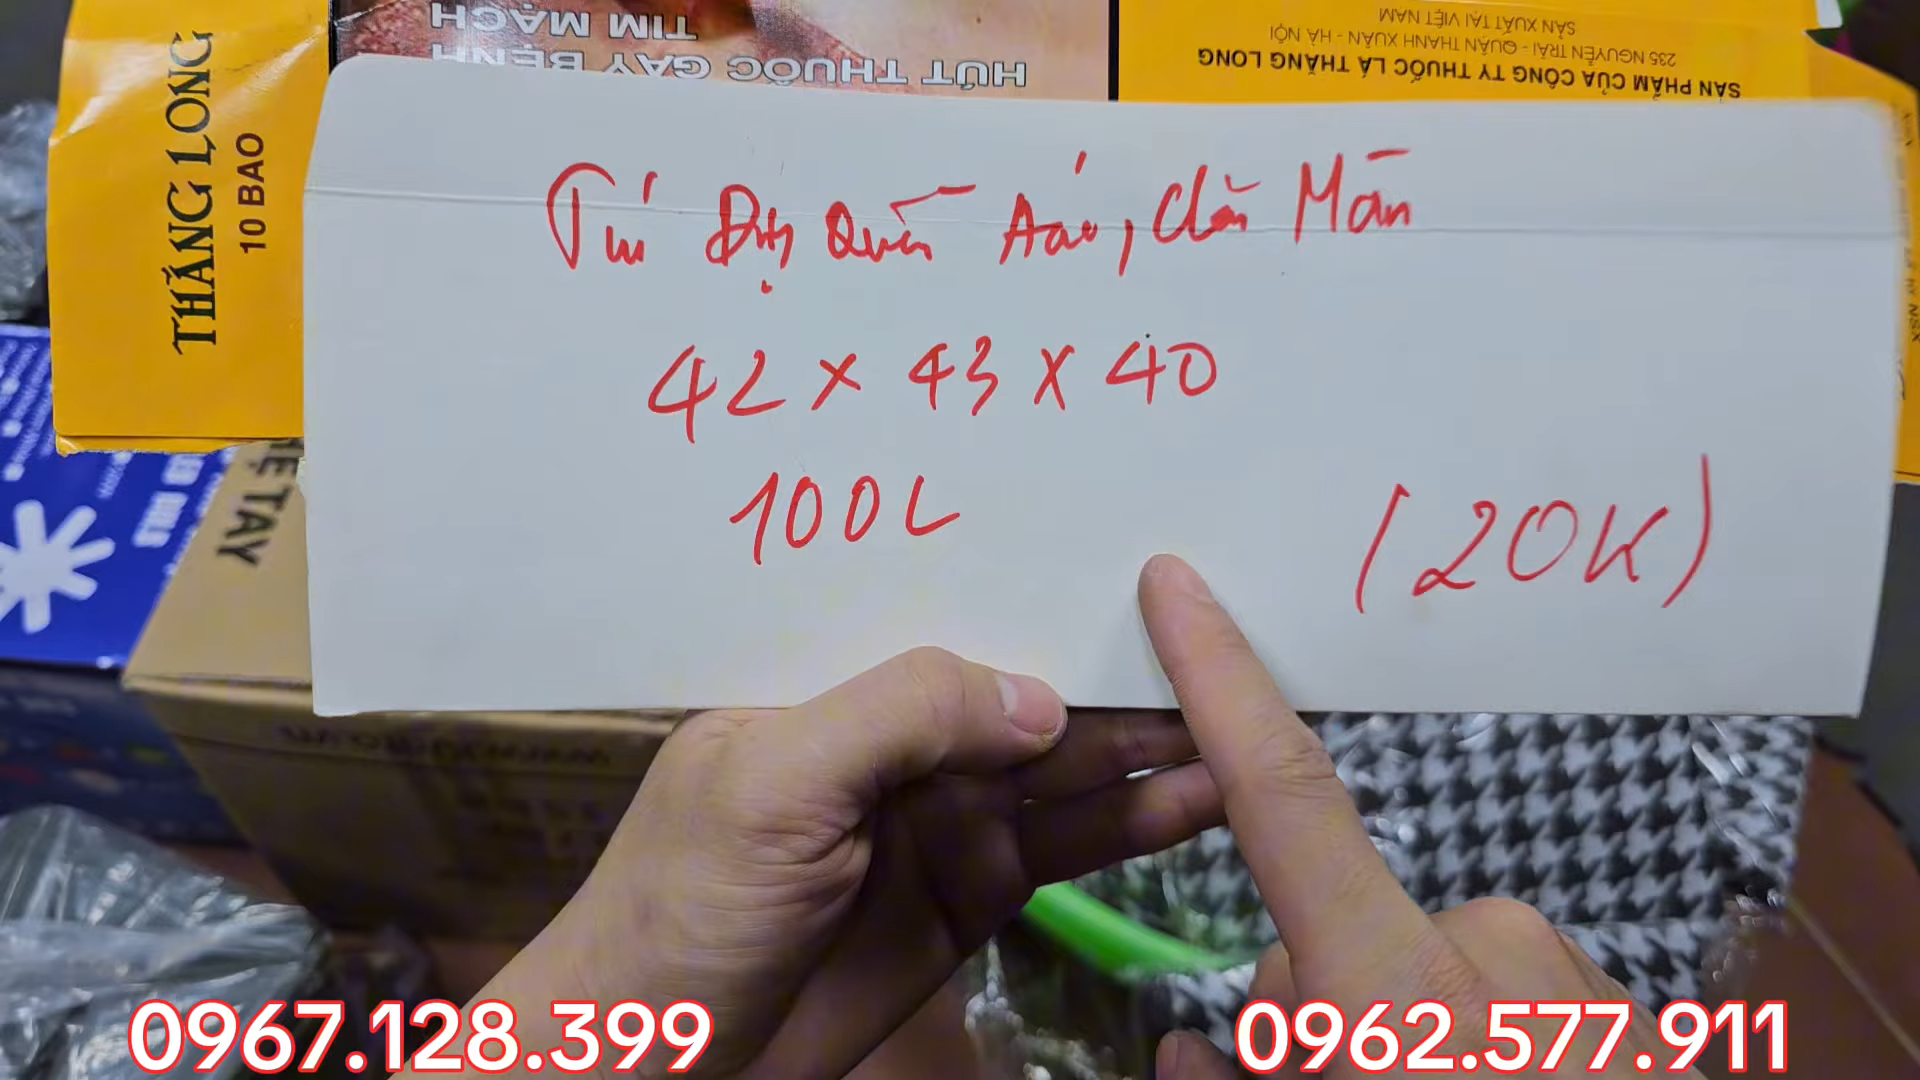 TIM MẠCH
HÚT THUỐC GÂY BỆNH
SẢN XUẤT TẠI VIỆT NAM
235 NGUYỄN TRÃI - QUẬN THANH XUÂN - HÀ NỘI
SẢN PHẨM CỦA CÔNG TY THUỐC LÁ THĂNG LONG
THĂNG LONG
10 BAO
Túi Đựng Quần Áo, Chăn Màn
42 x 43 x 40
100L
(20K)
TAY
0967.128.399
0962.577.911